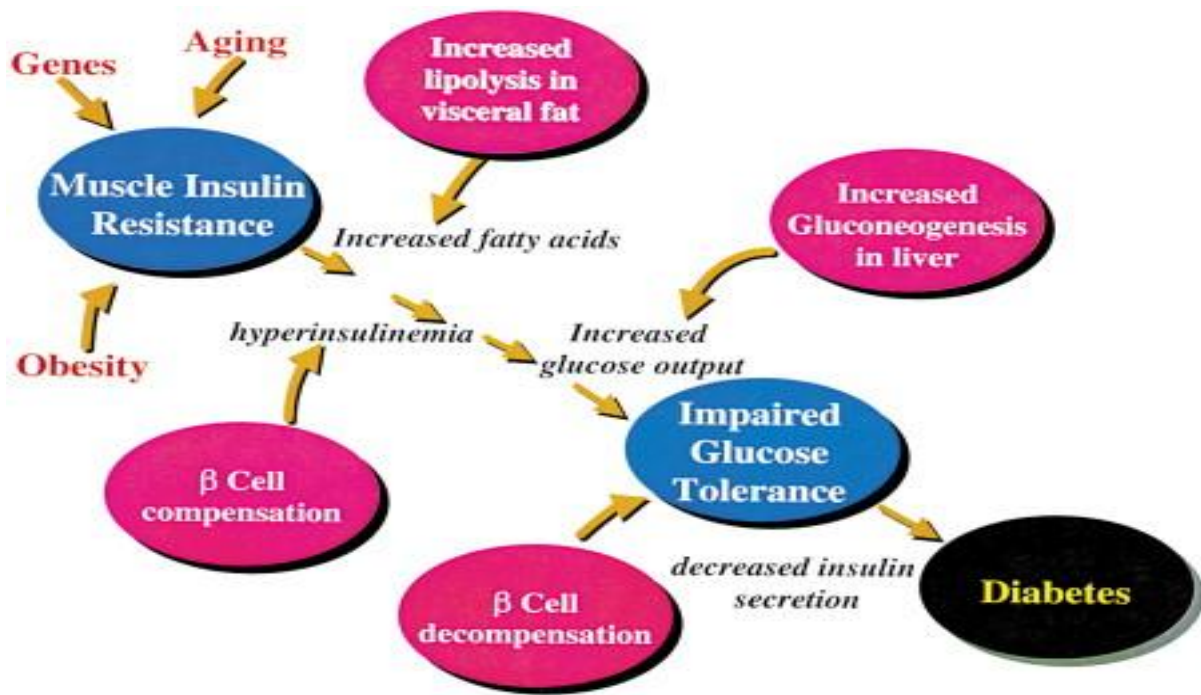 Aging
Genes
Increased
lipolysis in
visceral fat
Muscle Insulin
Resistance
Increased fatty acids
Increased
Gluconeogenesis
in liver
hyperinsulinemia
Increased
glucose output
Obesity
Impaired
Glucose
Tolerance
β Cell
compensation
decreased insulin
secretion
β Cell
decompensation
Diabetes